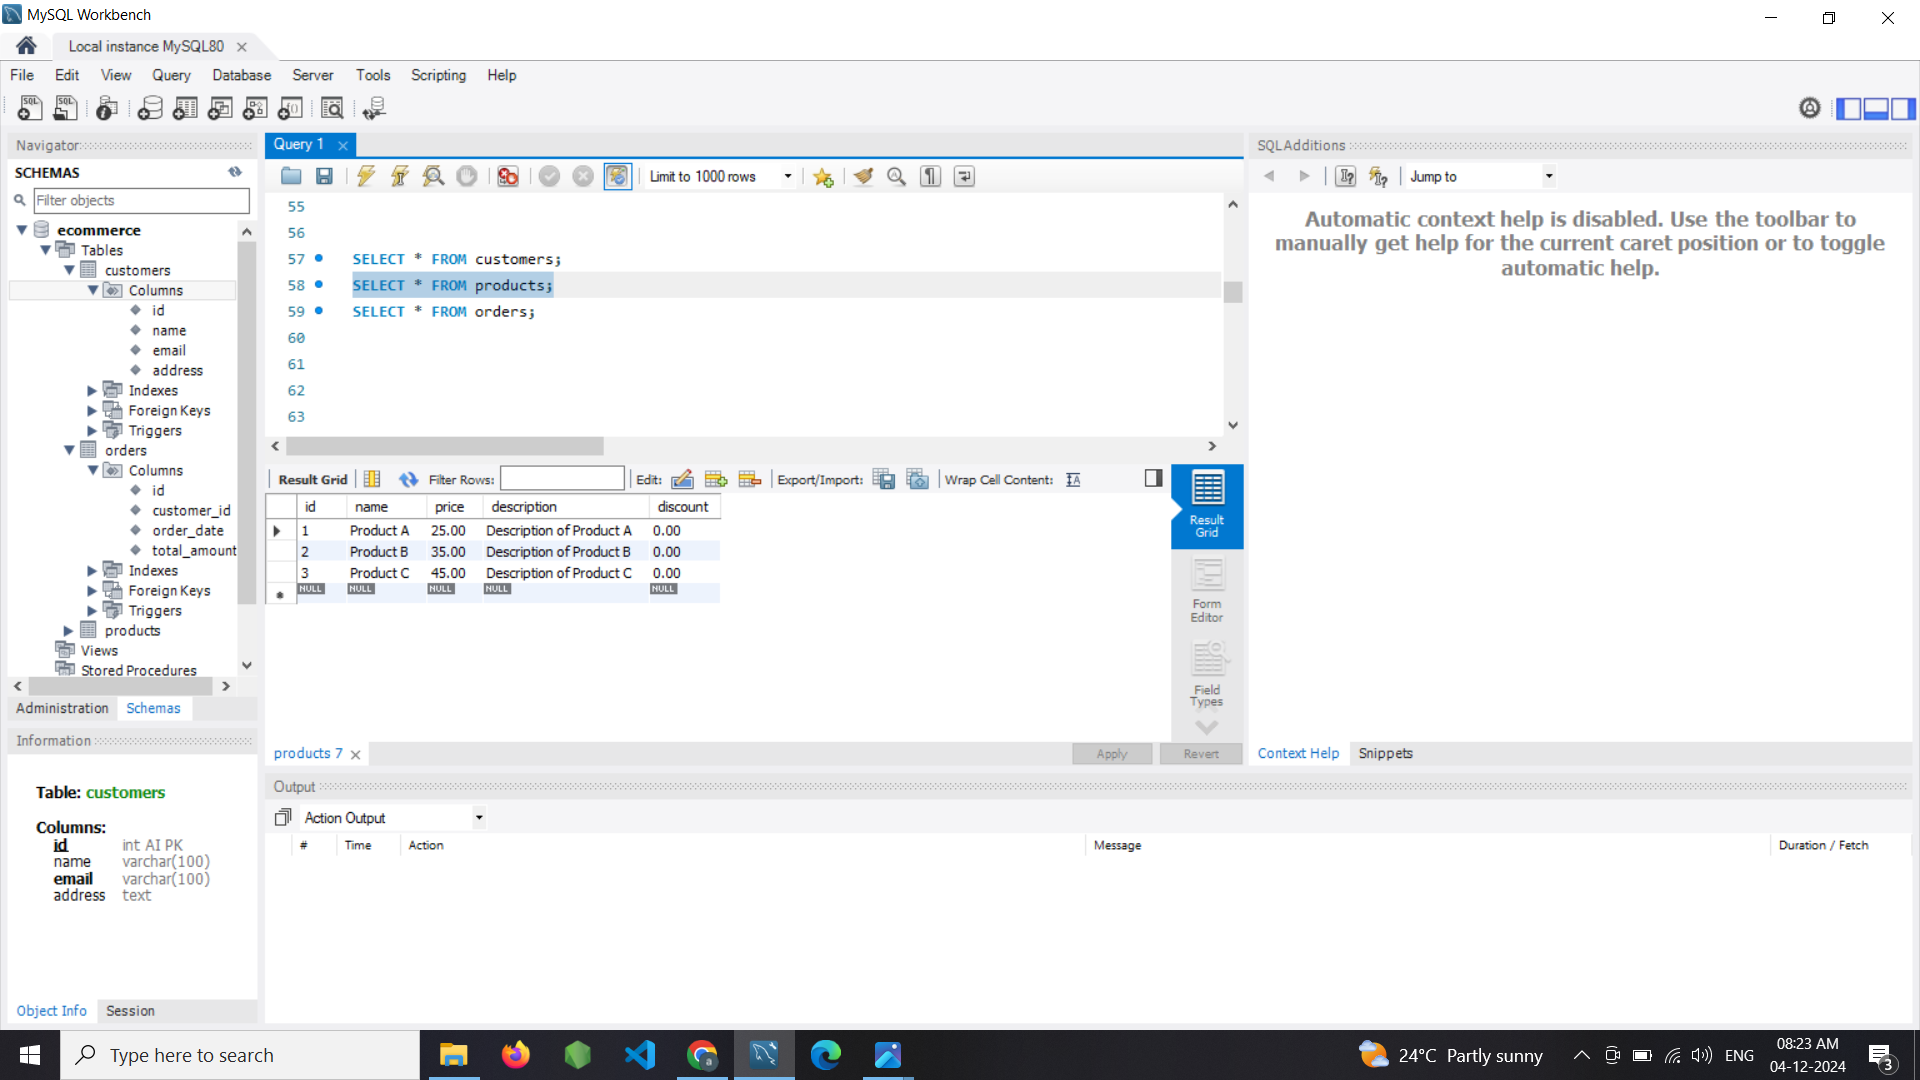 MySQL Workbench
Local instance MySQL80
File Edit View Query Database Server Tools Scripting Help
Navigator
SCHEMAS
Filter objects
ecommerce
Tables
customers
Columns
id
name
email
address
Indexes
Foreign Keys
Triggers
orders
Columns
id
customer_id
order_date
total_amount
Indexes
Foreign Keys
Triggers
products
Views
Stored Procedures
Administration Schemas
Information
Table: customers
Columns:
id int AI PK
name varchar(100)
email varchar(100)
address text
Object Info Session
Query 1
Limit to 1000 rows
55
56
57 SELECT * FROM customers;
58 SELECT * FROM products;
59 SELECT * FROM orders;
60
61
62
63
Result Grid Filter Rows: Edit: Export/Import: Wrap Cell Content:
id name price description discount
1 Product A 25.00 Description of Product A 0.00
2 Product B 35.00 Description of Product B 0.00
3 Product C 45.00 Description of Product C 0.00
NULL NULL NULL NULL NULL
Result
Grid
Form
Editor
Field
Types
products 7
Apply Revert
SQLAdditions
Jump to
Automatic context help is disabled. Use the toolbar to
manually get help for the current caret position or to toggle
automatic help.
Context Help Snippets
Output
Action Output
# Time Action Message Duration / Fetch
Type here to search
24°C Partly sunny
ENG
08:23 AM
04-12-2024
3